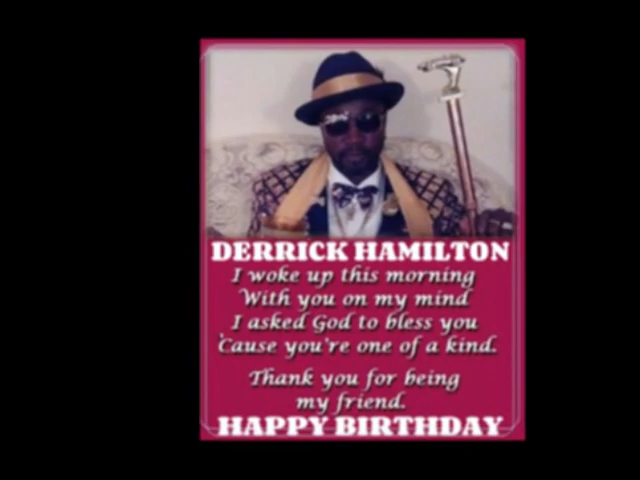 DERRICK HAMILTON
I woke up this morning
With you on my mind
I asked God to bless you
'Cause you're one of a kind.
Thank you for being
my friend.
HAPPY BIRTHDAY